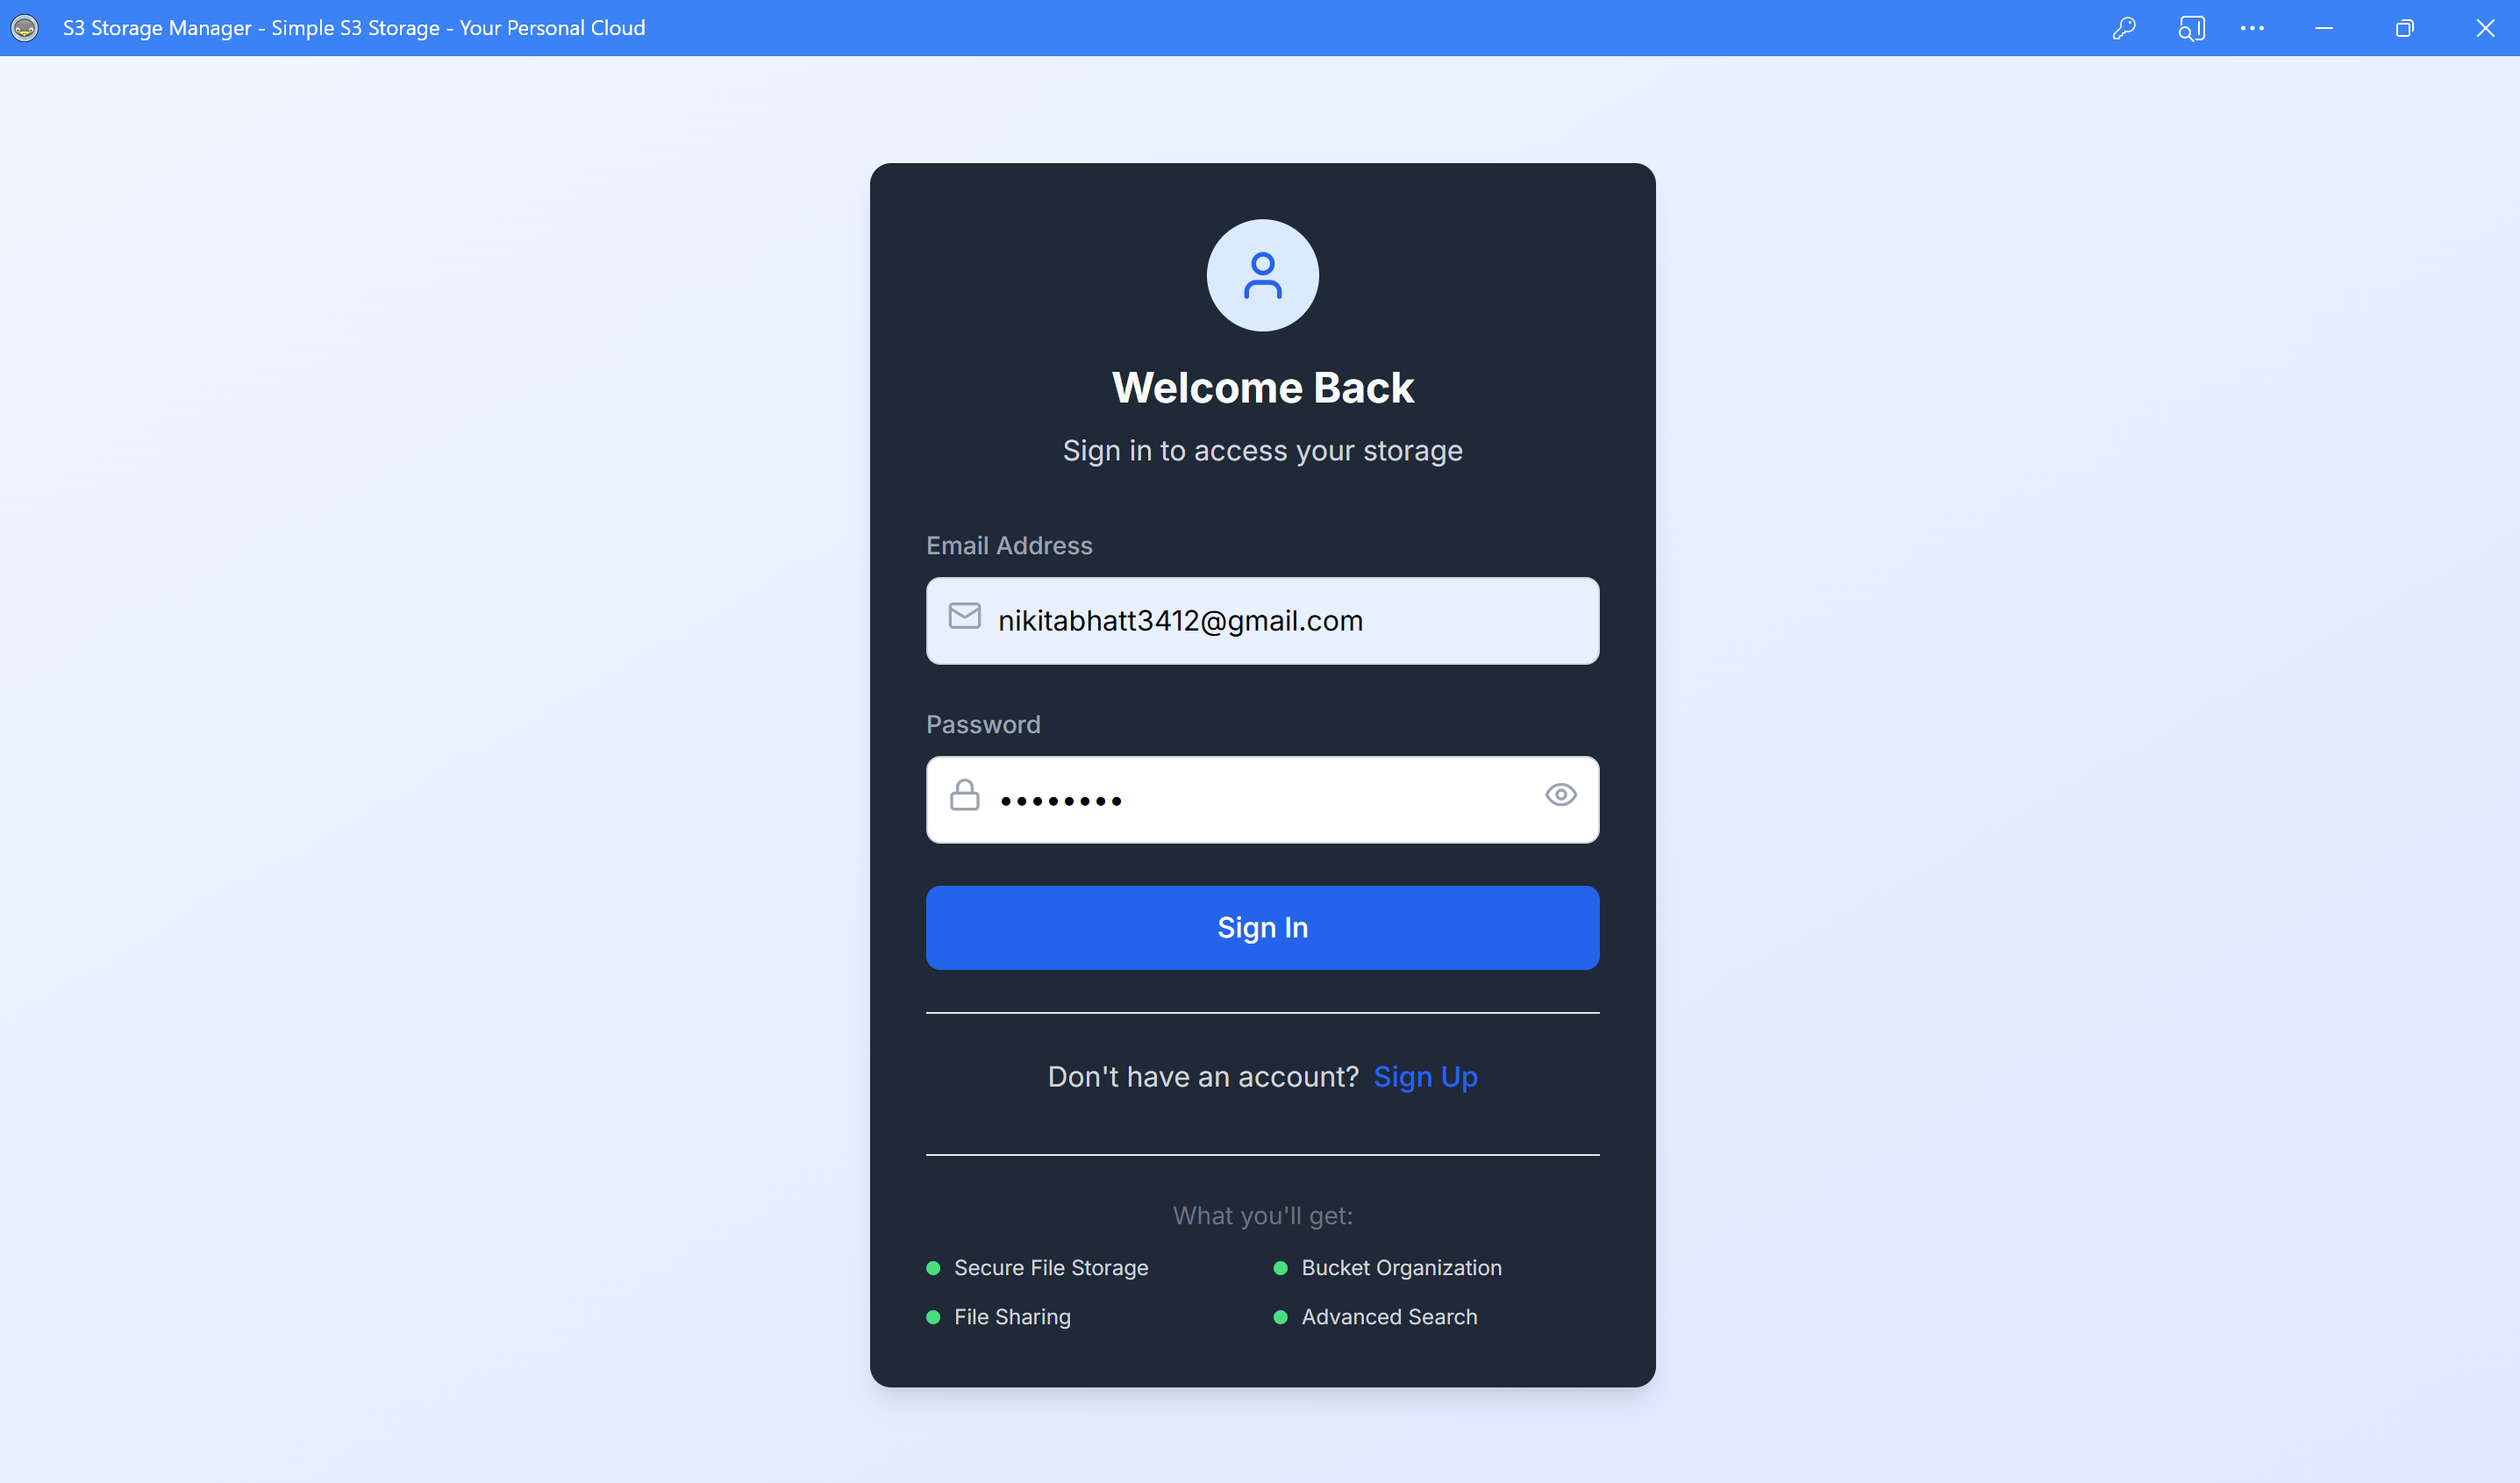 S3 Storage Manager - Simple S3 Storage - Your Personal Cloud
Welcome Back
Sign in to access your storage
Email Address
nikitabhatt3412@gmail.com
Password
••••••••
Sign In
Don't have an account? Sign Up
What you'll get:
Secure File Storage
Bucket Organization
File Sharing
Advanced Search